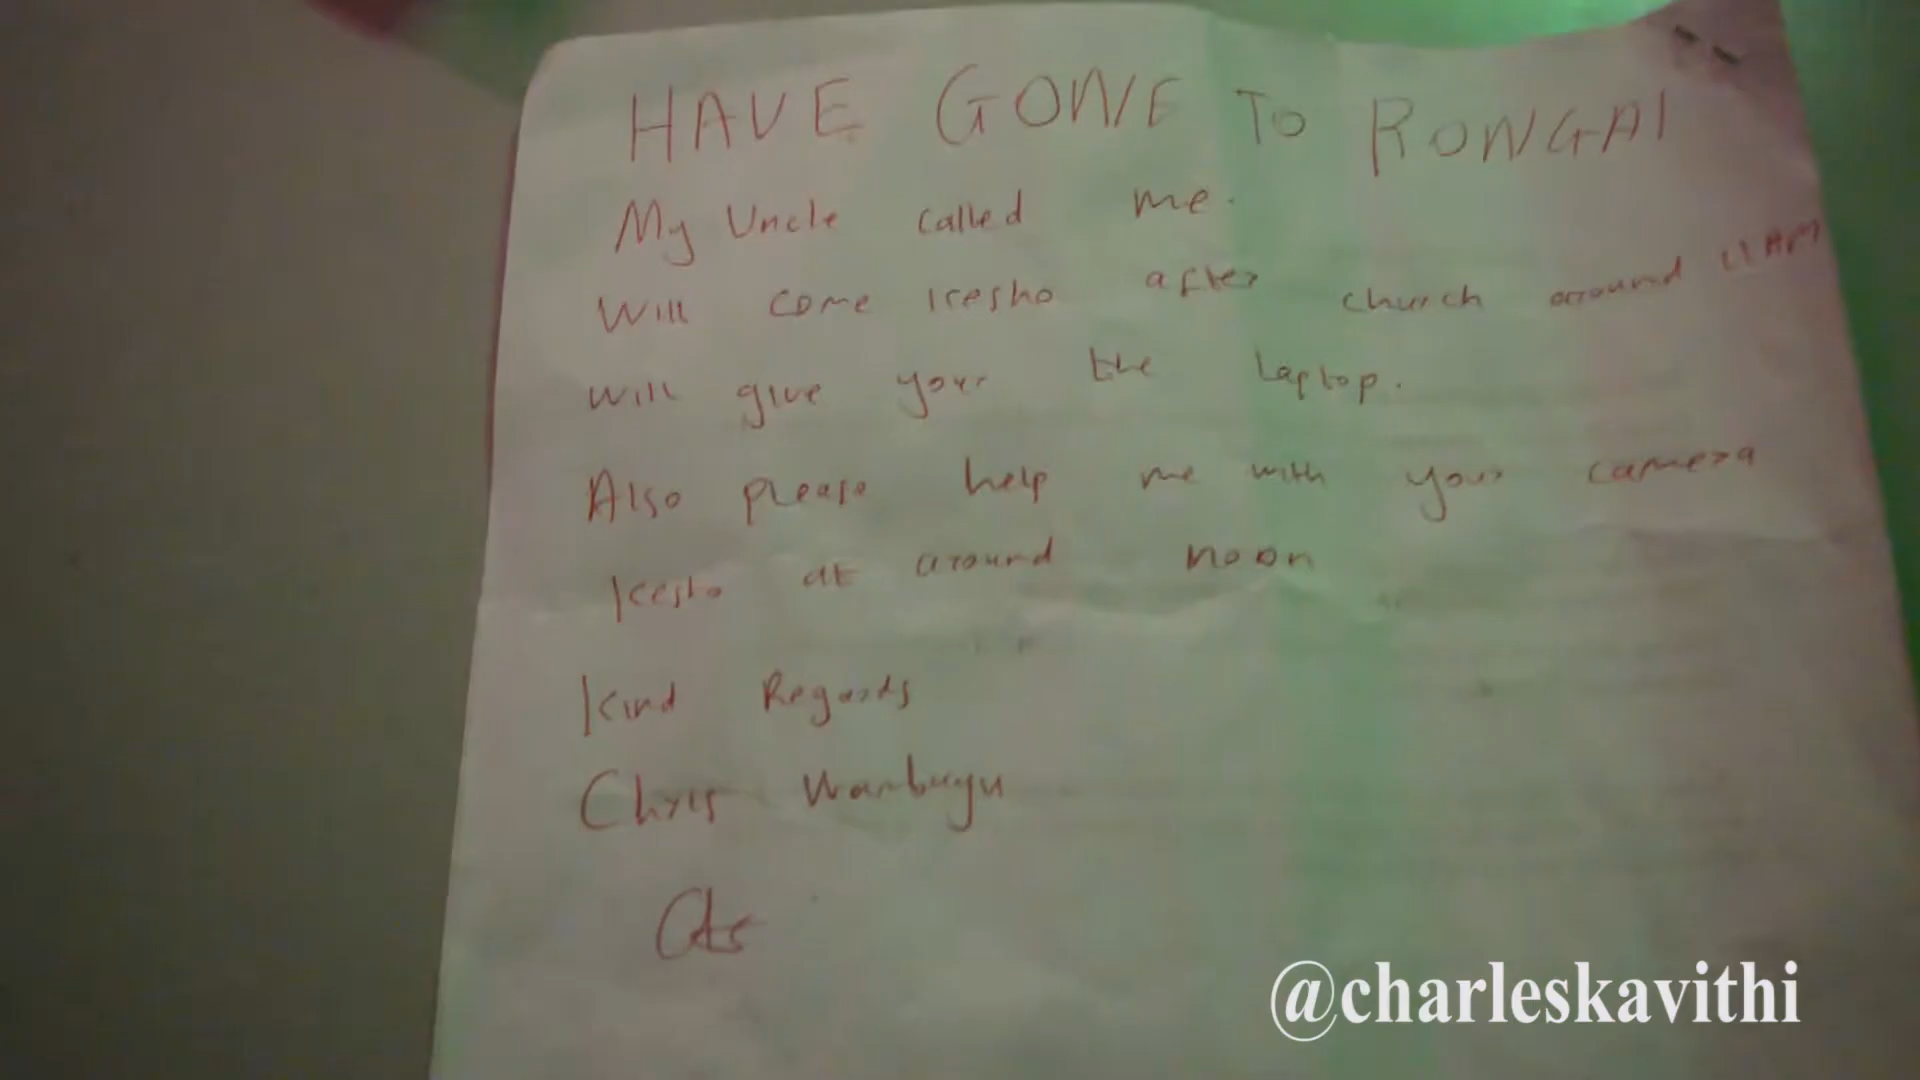 HAVE GONE TO RONGAI
My Uncle called me.
Will come Kesho after church around 11AM
Will give your the laptop.
Also please help me with your camera
Kesho at around noon
Kind Regards
Chris Wambugu
@charleskavithi